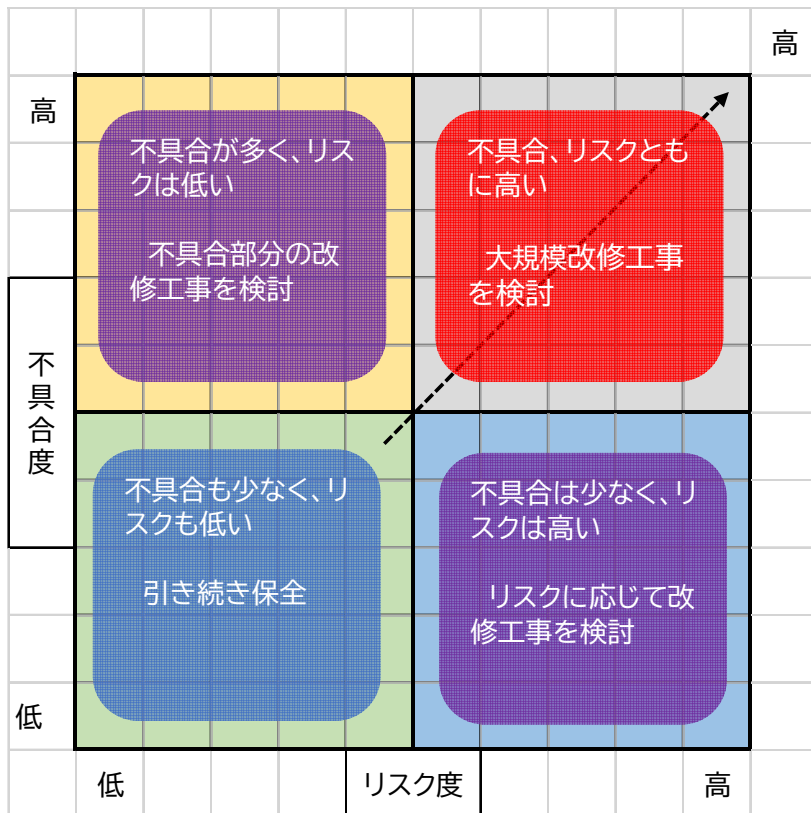 高
高
不具合が多く、リス
クは低い
不具合部分の改
修工事を検討
不具合、リスクとも
に高い
大規模改修工事
を検討
不具合度
不具合も少なく、リ
スクも低い
引き続き保全
不具合は少なく、リ
スクは高い
リスクに応じて改
修工事を検討
低
低
リスク度
高